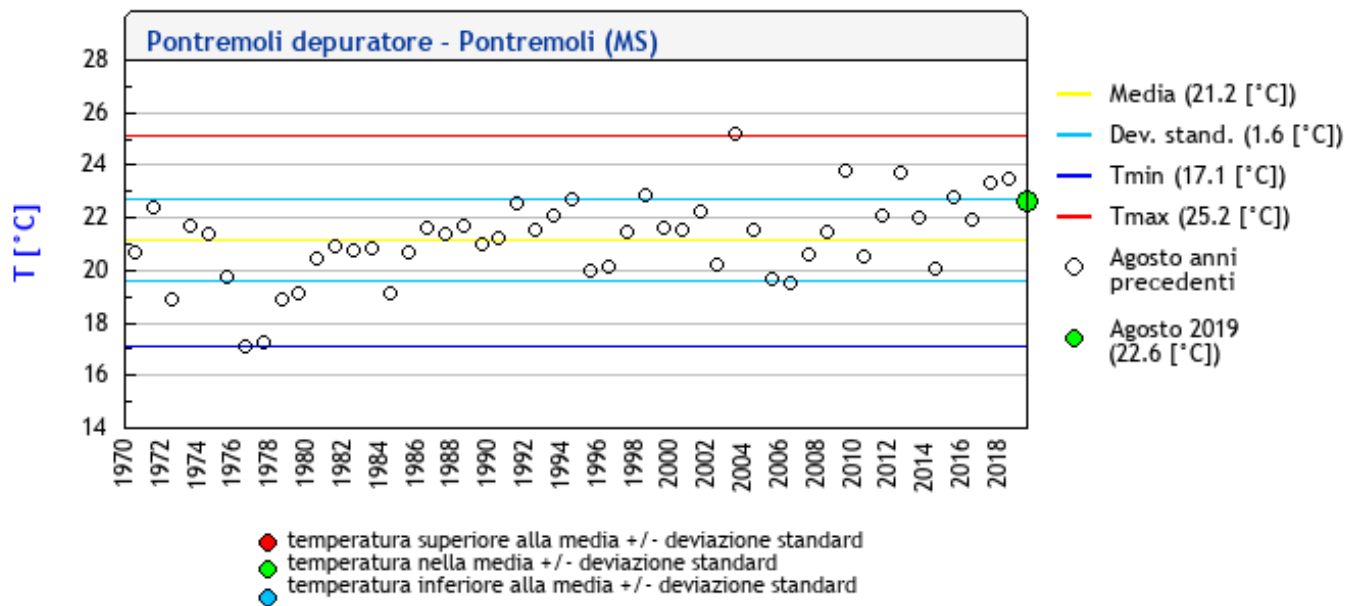 Pontremoli depuratore - Pontremoli (MS)
28
26
24
22
20
18
16
14
T [°C]
1970
1972
1974
1976
1978
1980
1982
1984
1986
1988
1990
1992
1994
1996
1998
2000
2002
2004
2006
2008
2010
2012
2014
2016
2018
Media (21.2 [°C])
Dev. stand. (1.6 [°C])
Tmin (17.1 [°C])
Tmax (25.2 [°C])
Agosto anni
precedenti
Agosto 2019
(22.6 [°C])
temperatura superiore alla media +/- deviazione standard
temperatura nella media +/- deviazione standard
temperatura inferiore alla media +/- deviazione standard